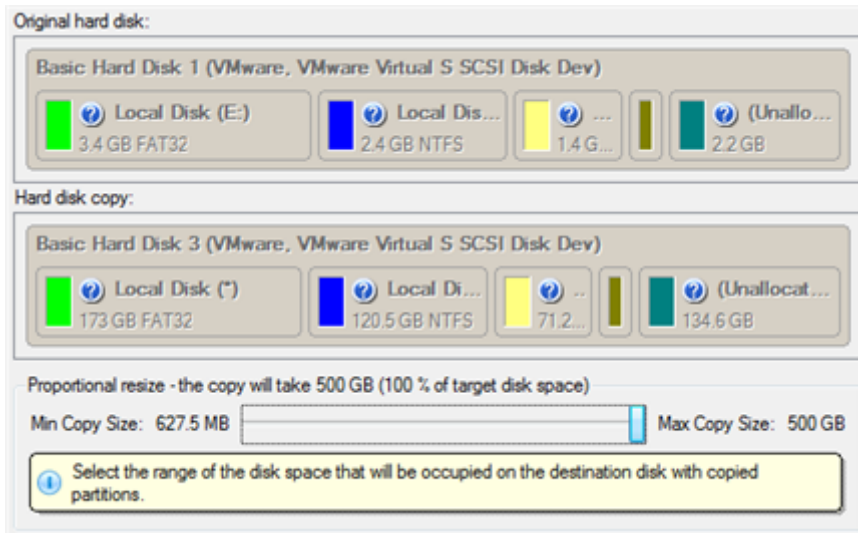 Original hard disk:
Basic Hard Disk 1 (VMware, VMware Virtual S SCSI Disk Dev)
Local Disk (E:)
3.4 GB FAT32
Local Dis...
2.4 GB NTFS
...
1.4 G...
(Unallo...
2.2 GB
Hard disk copy:
Basic Hard Disk 3 (VMware, VMware Virtual S SCSI Disk Dev)
Local Disk (*)
173 GB FAT32
Local Di...
120.5 GB NTFS
..
71.2...
(Unallocat...
134.6 GB
Proportional resize - the copy will take 500 GB (100 % of target disk space)
Min Copy Size: 627.5 MB
Max Copy Size: 500 GB
Select the range of the disk space that will be occupied on the destination disk with copied
partitions.